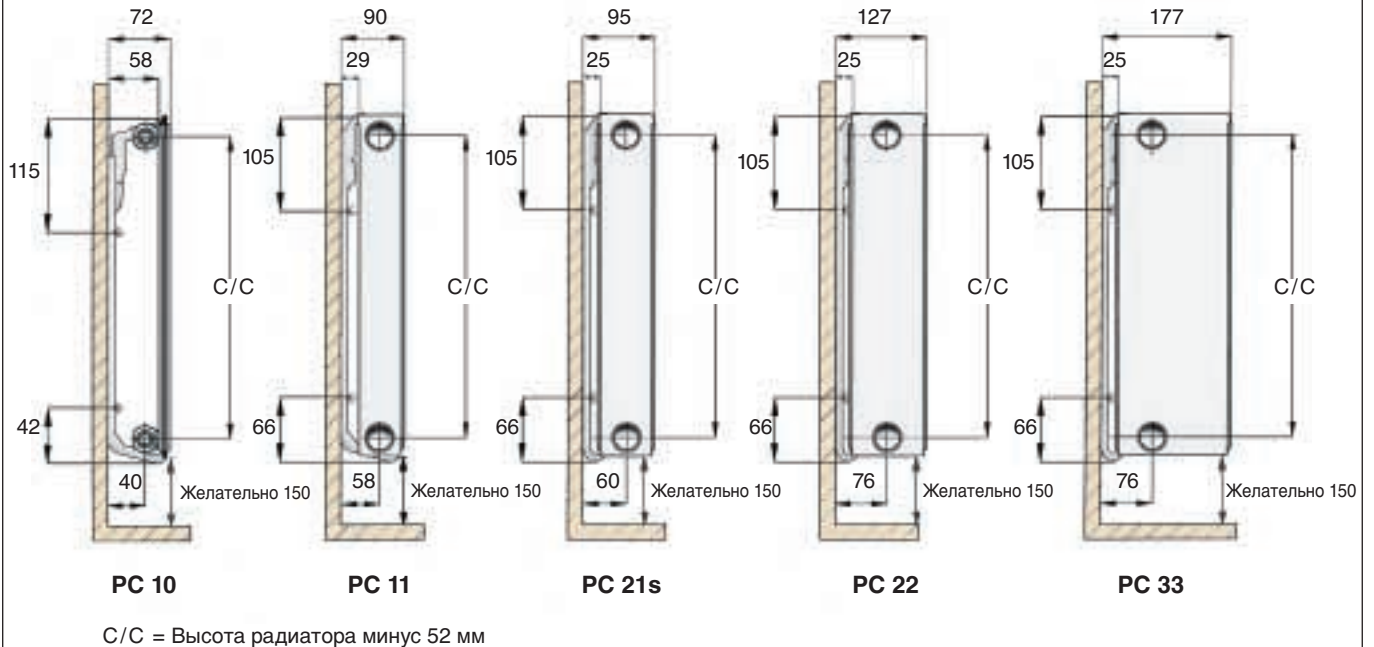 72 90 95 127 177
58 29 25 25 25
115 105 105 105 105
C/C C/C C/C C/C C/C
42 66 66 66 66
40 58 60 76 76
Желательно 150 Желательно 150 Желательно 150 Желательно 150 Желательно 150
PC 10 PC 11 PC 21s PC 22 PC 33
C/C = Высота радиатора минус 52 мм